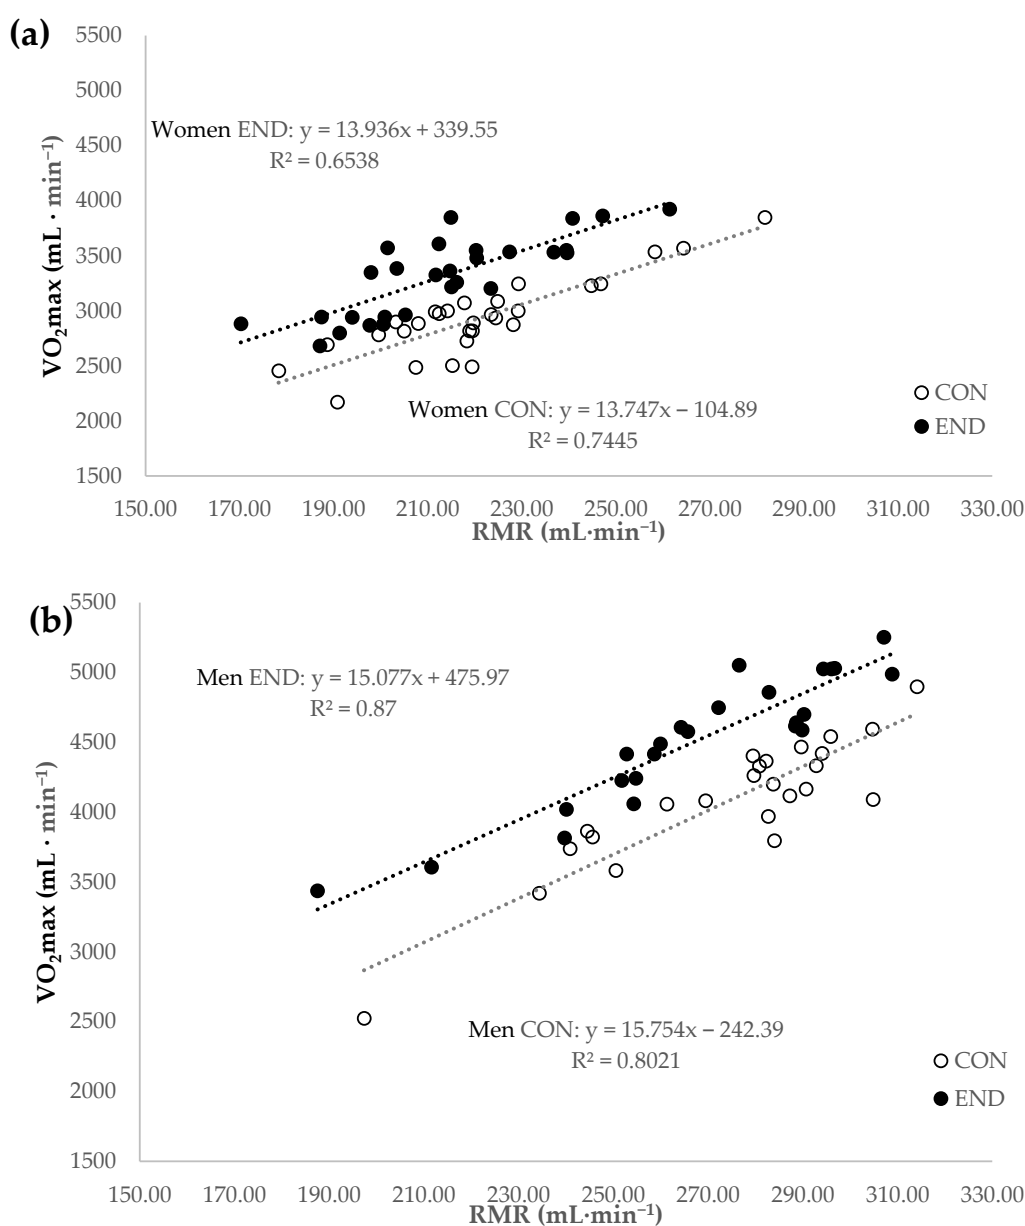 (a)
5500
5000
4500
4000
3500
3000
2500
2000
1500
VO₂max (mL · min⁻¹)
Women END: y = 13.936x + 339.55
R² = 0.6538
Women CON: y = 13.747x − 104.89
R² = 0.7445
CON
END
150.00 170.00 190.00 210.00 230.00 250.00 270.00 290.00 310.00 330.00
RMR (mL·min⁻¹)
(b)
5500
5000
4500
4000
3500
3000
2500
2000
1500
VO₂max (mL · min⁻¹)
Men END: y = 15.077x + 475.97
R² = 0.87
Men CON: y = 15.754x − 242.39
R² = 0.8021
CON
END
150.00 170.00 190.00 210.00 230.00 250.00 270.00 290.00 310.00 330.00
RMR (mL·min⁻¹)